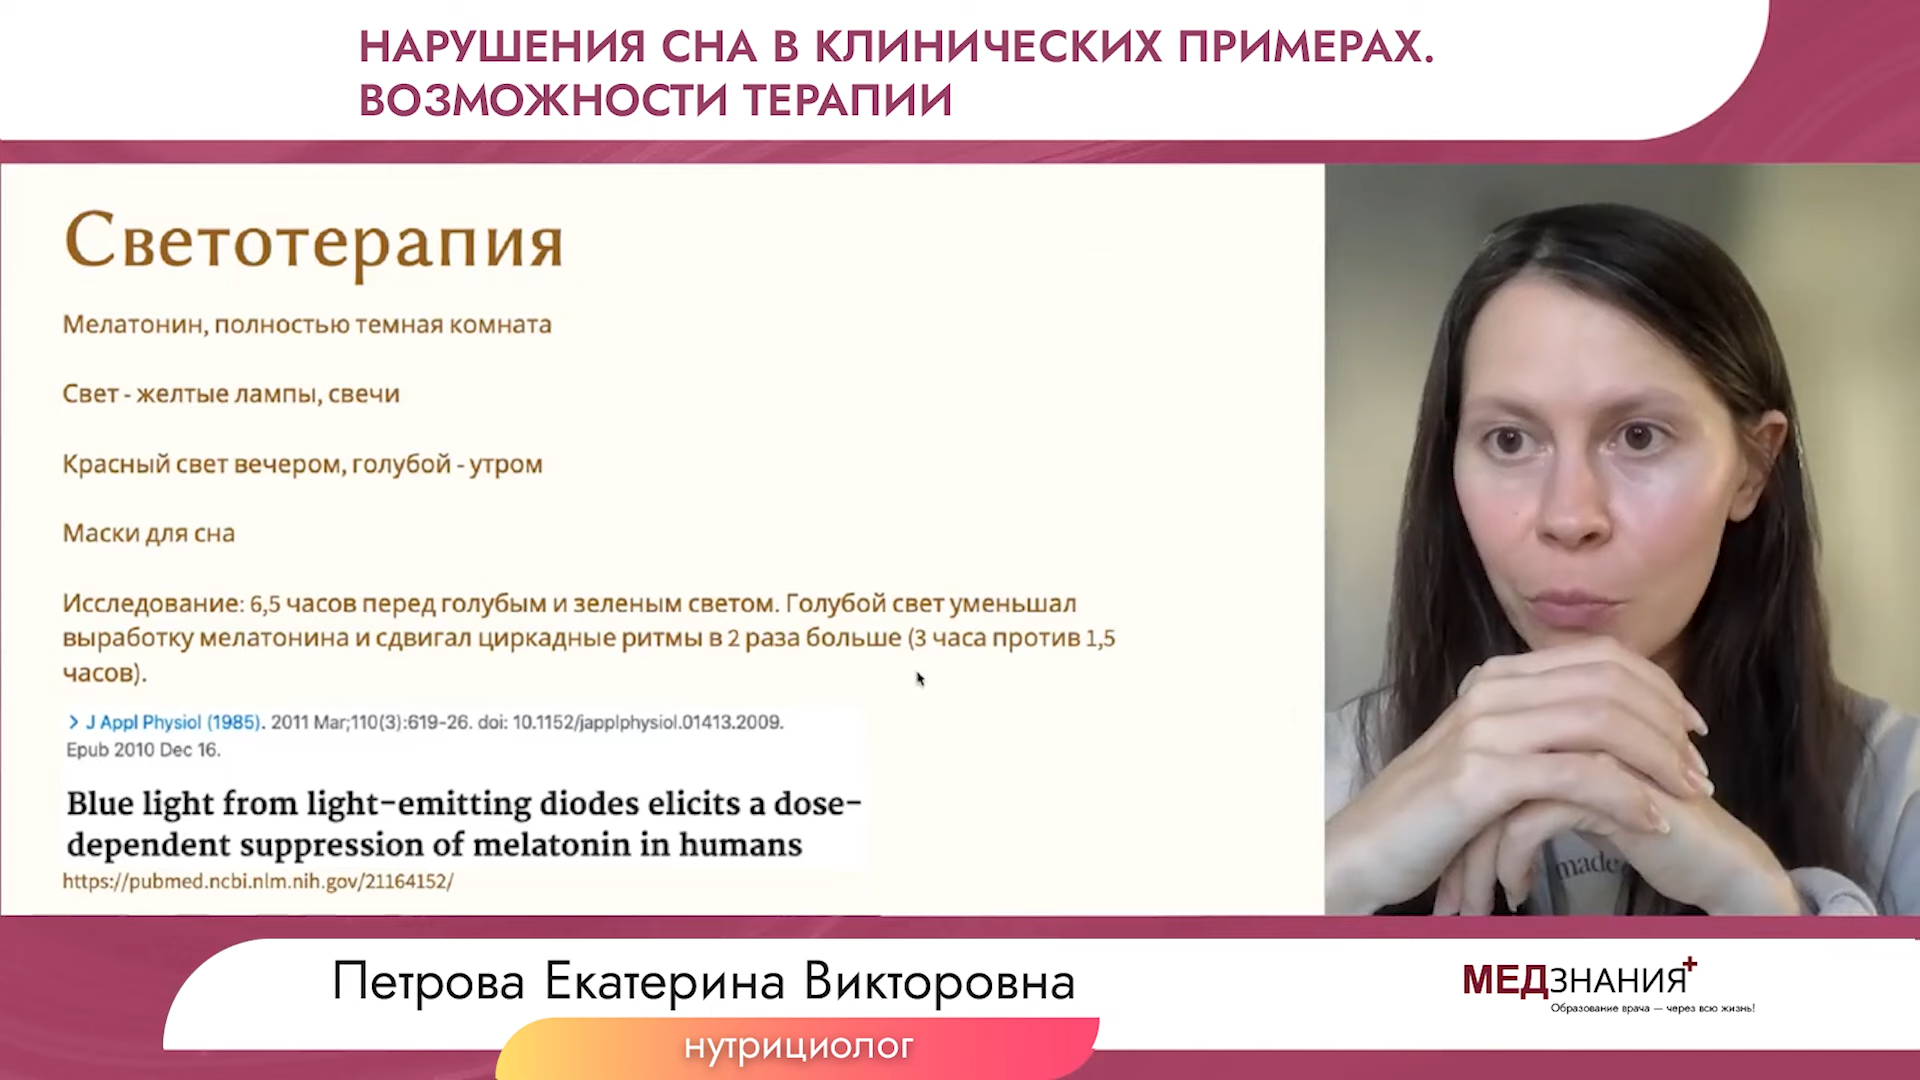 НАРУШЕНИЯ СНА В КЛИНИЧЕСКИХ ПРИМЕРАХ.
ВОЗМОЖНОСТИ ТЕРАПИИ
Светотерапия
Мелатонин, полностью темная комната
Свет - желтые лампы, свечи
Красный свет вечером, голубой - утром
Маски для сна
Исследование: 6,5 часов перед голубым и зеленым светом. Голубой свет уменьшал
выработку мелатонина и сдвигал циркадные ритмы в 2 раза больше (3 часа против 1,5
часов).
> J Appl Physiol (1985). 2011 Mar;110(3):619-26. doi: 10.1152/japplphysiol.01413.2009.
Epub 2010 Dec 16.
Blue light from light-emitting diodes elicits a dose-
dependent suppression of melatonin in humans
https://pubmed.ncbi.nlm.nih.gov/21164152/
made
Петрова Екатерина Викторовна
нутрициолог
МЕДЗНАНИЯ+
Образование врача — через всю жизнь!